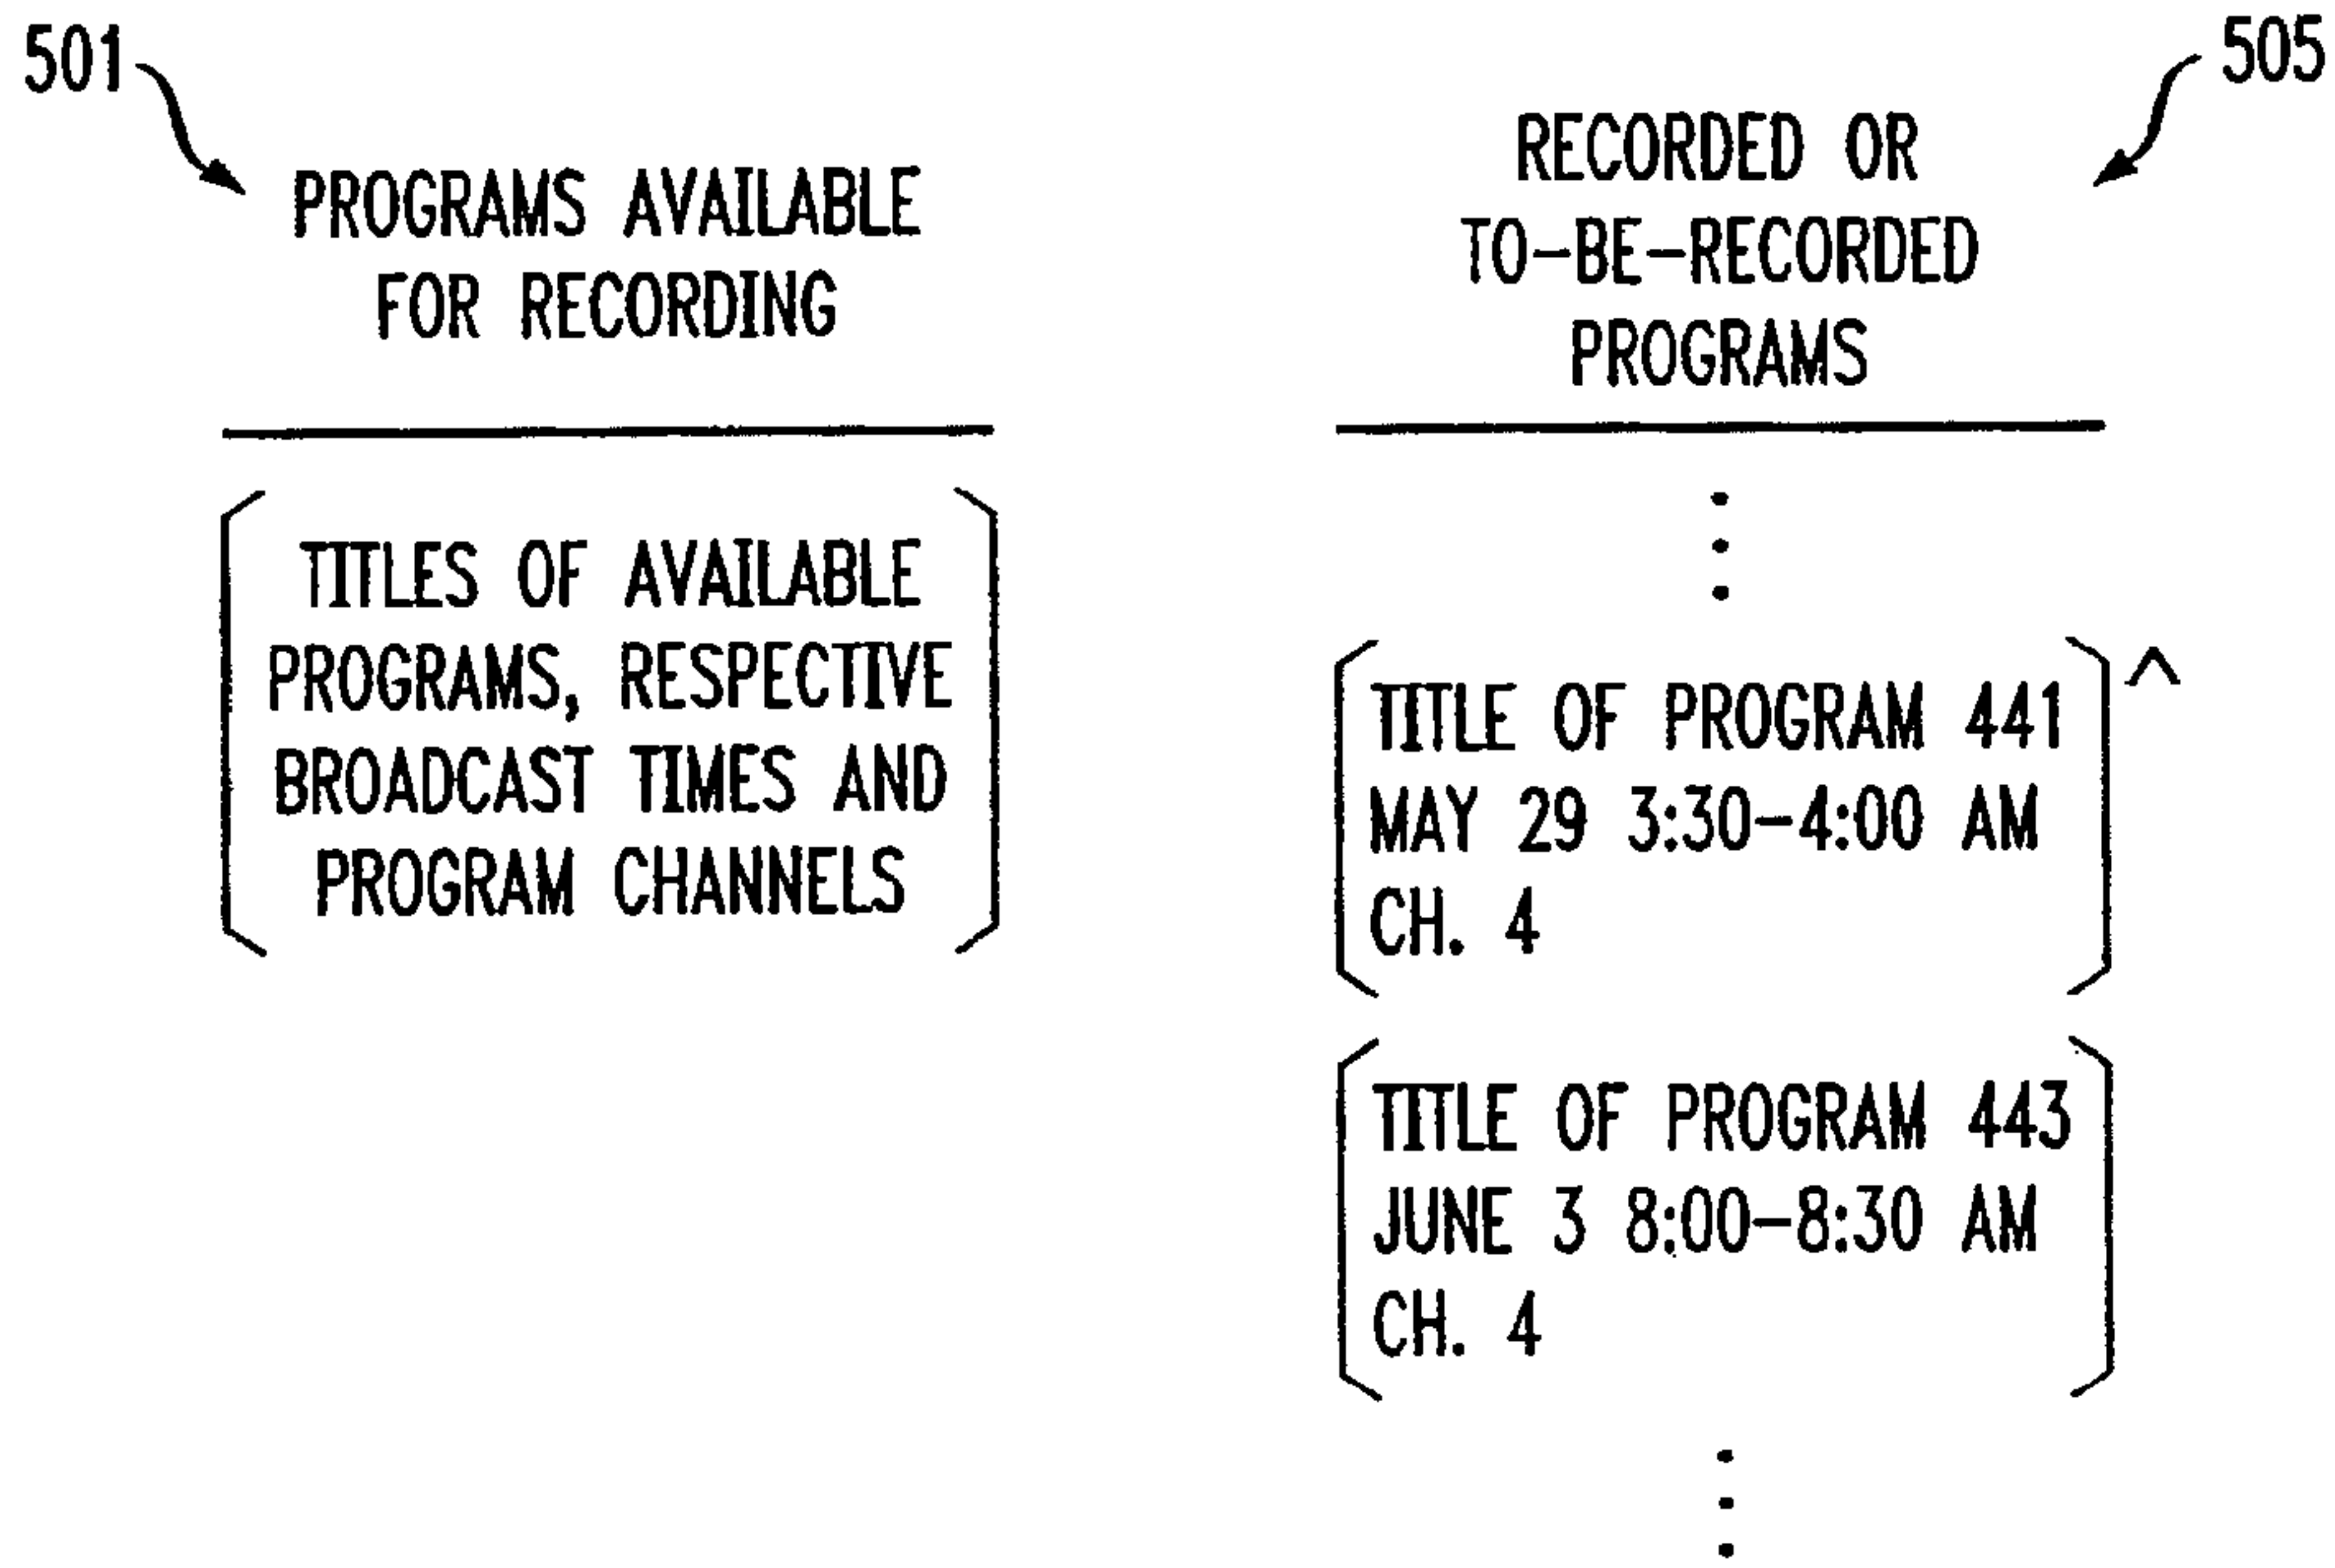 501
PROGRAMS AVAILABLE
FOR RECORDING
TITLES OF AVAILABLE
PROGRAMS, RESPECTIVE
BROADCAST TIMES AND
PROGRAM CHANNELS
505
RECORDED OR
TO-BE-RECORDED
PROGRAMS
TITLE OF PROGRAM 441 ^
MAY 29 3:30-4:00 AM
CH. 4
TITLE OF PROGRAM 443
JUNE 3 8:00-8:30 AM
CH. 4